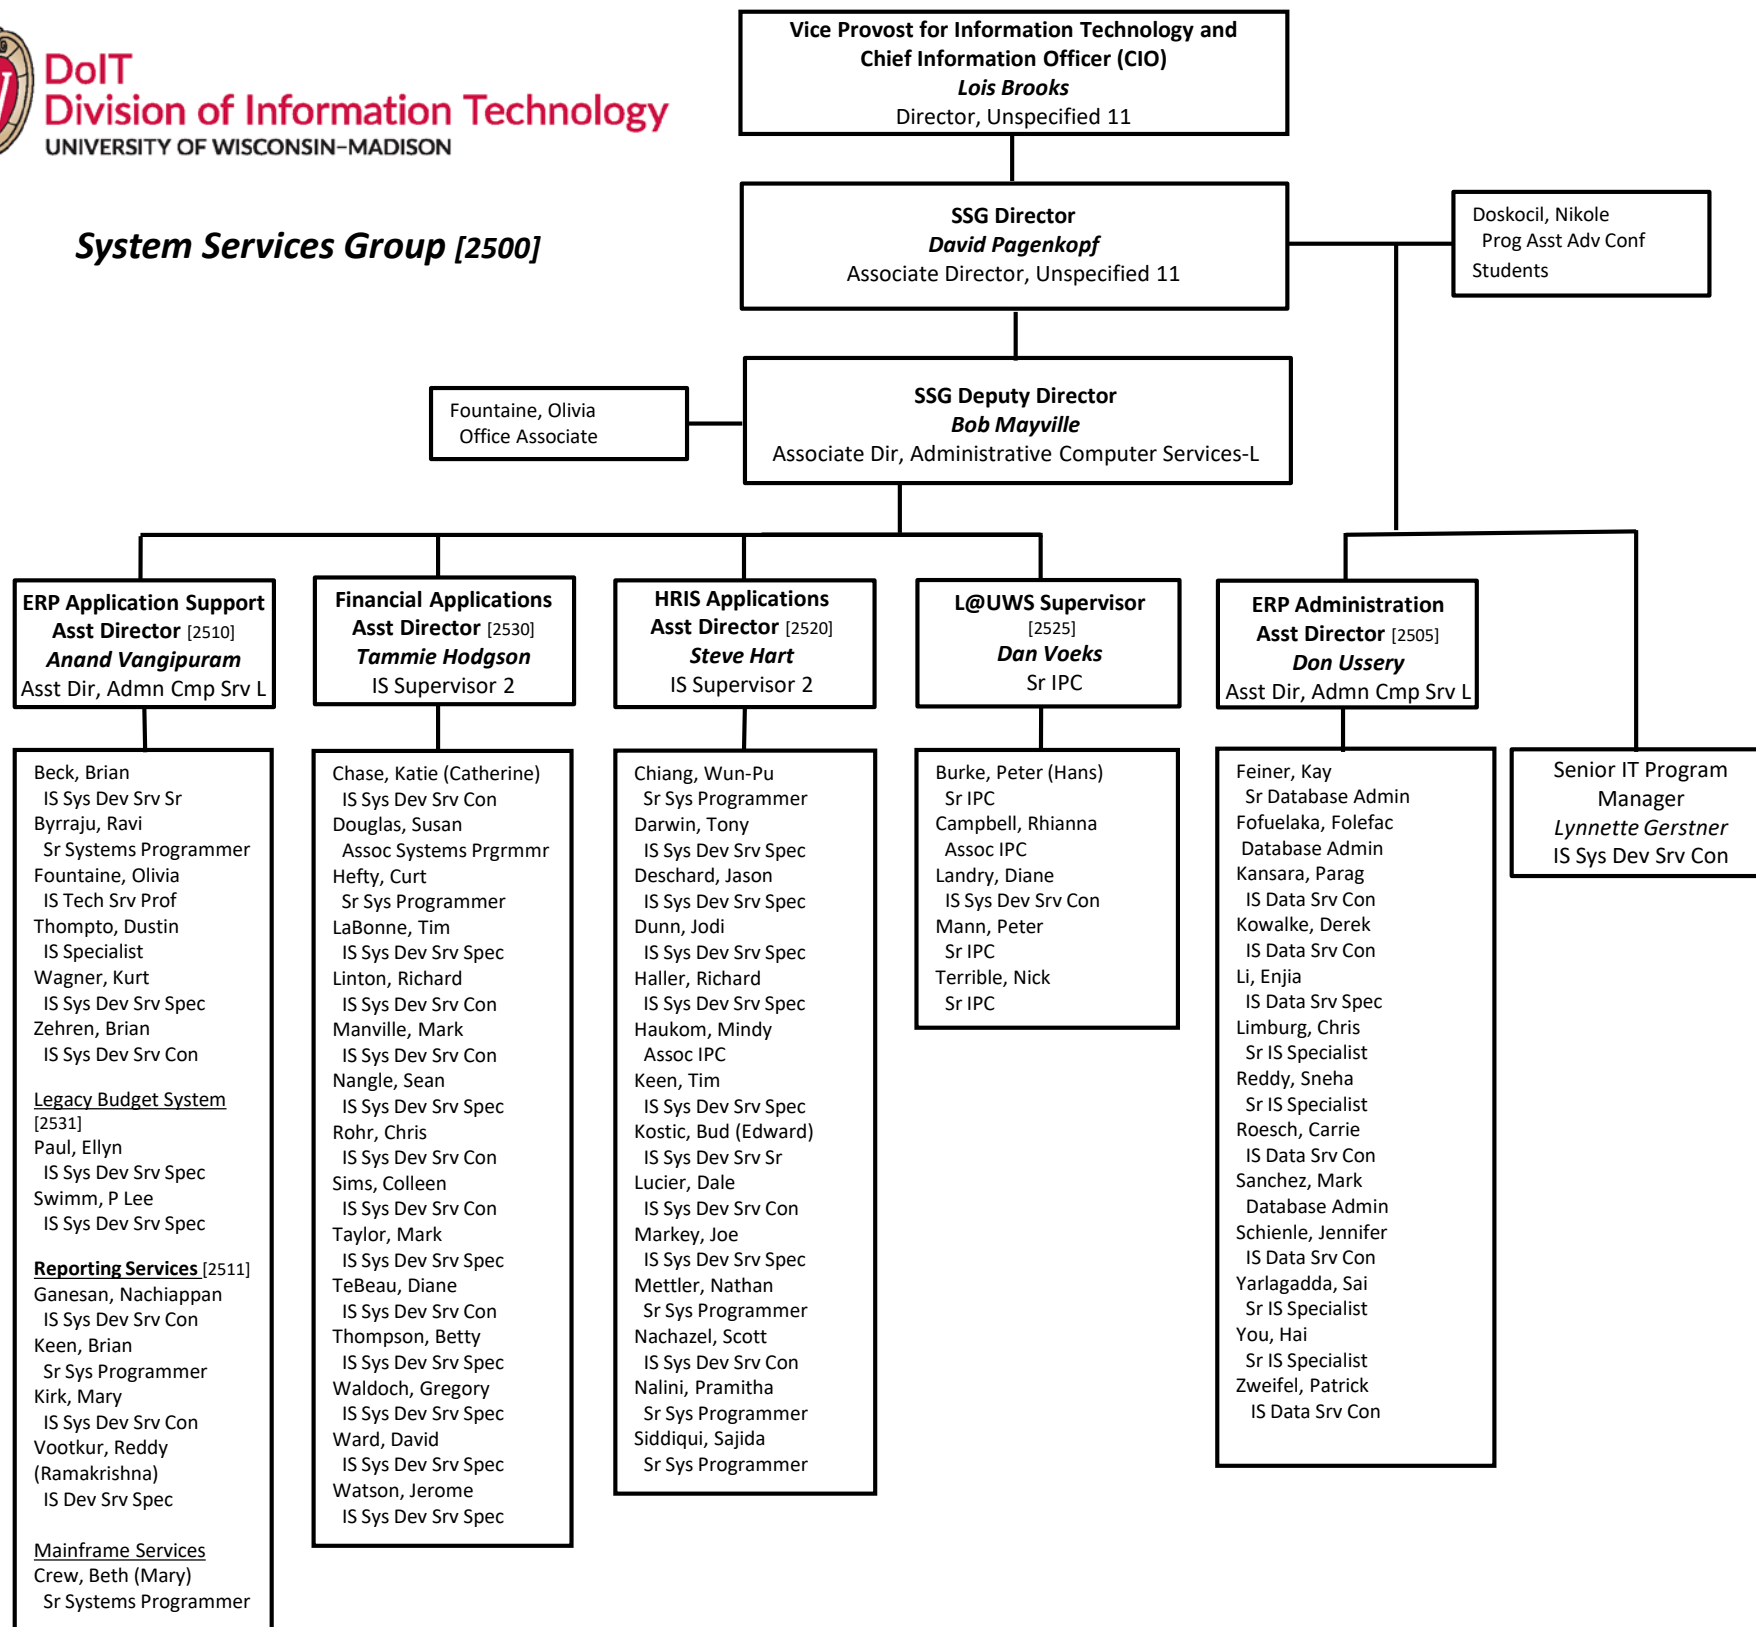 DoIT
Division of Information Technology
UNIVERSITY OF WISCONSIN–MADISON
System Services Group [2500]
Vice Provost for Information Technology and
Chief Information Officer (CIO)
Lois Brooks
Director, Unspecified 11
SSG Director
David Pagenkopf
Associate Director, Unspecified 11
Doskocil, Nikole
Prog Asst Adv Conf
Students
SSG Deputy Director
Bob Mayville
Associate Dir, Administrative Computer Services-L
Fountaine, Olivia
Office Associate
ERP Application Support
Asst Director [2510]
Anand Vangipuram
Asst Dir, Admn Cmp Srv L
Beck, Brian
IS Sys Dev Srv Sr
Byrraju, Ravi
Sr Systems Programmer
Fountaine, Olivia
IS Tech Srv Prof
Thompto, Dustin
IS Specialist
Wagner, Kurt
IS Sys Dev Srv Spec
Zehren, Brian
IS Sys Dev Srv Con
Legacy Budget System
[2531]
Paul, Ellyn
IS Sys Dev Srv Spec
Swimm, P Lee
IS Sys Dev Srv Spec
Reporting Services [2511]
Ganesan, Nachiappan
IS Sys Dev Srv Con
Keen, Brian
Sr Sys Programmer
Kirk, Mary
IS Sys Dev Srv Con
Vootkur, Reddy
(Ramakrishna)
IS Dev Srv Spec
Mainframe Services
Crew, Beth (Mary)
Sr Systems Programmer
Financial Applications
Asst Director [2530]
Tammie Hodgson
IS Supervisor 2
Chase, Katie (Catherine)
IS Sys Dev Srv Con
Douglas, Susan
Assoc Systems Prgrmmr
Hefty, Curt
Sr Sys Programmer
LaBonne, Tim
IS Sys Dev Srv Spec
Linton, Richard
IS Sys Dev Srv Con
Manville, Mark
IS Sys Dev Srv Con
Nangle, Sean
IS Sys Dev Srv Spec
Rohr, Chris
IS Sys Dev Srv Con
Sims, Colleen
IS Sys Dev Srv Con
Taylor, Mark
IS Sys Dev Srv Spec
TeBeau, Diane
IS Sys Dev Srv Con
Thompson, Betty
IS Sys Dev Srv Spec
Waldoch, Gregory
IS Sys Dev Srv Spec
Ward, David
IS Sys Dev Srv Spec
Watson, Jerome
IS Sys Dev Srv Spec
HRIS Applications
Asst Director [2520]
Steve Hart
IS Supervisor 2
Chiang, Wun-Pu
Sr Sys Programmer
Darwin, Tony
IS Sys Dev Srv Spec
Deschard, Jason
IS Sys Dev Srv Spec
Dunn, Jodi
IS Sys Dev Srv Spec
Haller, Richard
IS Sys Dev Srv Spec
Haukom, Mindy
Assoc IPC
Keen, Tim
IS Sys Dev Srv Spec
Kostic, Bud (Edward)
IS Sys Dev Srv Sr
Lucier, Dale
IS Sys Dev Srv Con
Markey, Joe
IS Sys Dev Srv Spec
Mettler, Nathan
Sr Sys Programmer
Nachazel, Scott
IS Sys Dev Srv Con
Nalini, Pramitha
Sr Sys Programmer
Siddiqui, Sajida
Sr Sys Programmer
L@UWS Supervisor
[2525]
Dan Voeks
Sr IPC
Burke, Peter (Hans)
Sr IPC
Campbell, Rhianna
Assoc IPC
Landry, Diane
IS Sys Dev Srv Con
Mann, Peter
Sr IPC
Terrible, Nick
Sr IPC
ERP Administration
Asst Director [2505]
Don Ussery
Asst Dir, Admn Cmp Srv L
Feiner, Kay
Sr Database Admin
Fofuelaka, Folefac
Database Admin
Kansara, Parag
IS Data Srv Con
Kowalke, Derek
IS Data Srv Con
Li, Enjia
IS Data Srv Spec
Limburg, Chris
Sr IS Specialist
Reddy, Sneha
Sr IS Specialist
Roesch, Carrie
IS Data Srv Con
Sanchez, Mark
Database Admin
Schienle, Jennifer
IS Data Srv Con
Yarlagadda, Sai
Sr IS Specialist
You, Hai
Sr IS Specialist
Zweifel, Patrick
IS Data Srv Con
Senior IT Program
Manager
Lynnette Gerstner
IS Sys Dev Srv Con